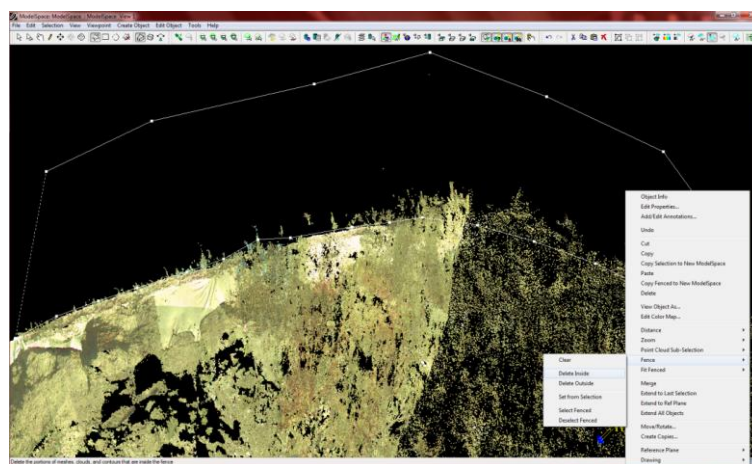 ModelSpace: ModelSpace : ModelSpace View 1
File Edit Selection View Viewpoint Create Object Edit Object Tools Help
Object Info
Edit Properties...
Add/Edit Annotations...
Undo
Cut
Copy
Copy Selection to New ModelSpace
Paste
Copy Fenced to New ModelSpace
Delete
View Object As...
Edit Color Map...
Distance
Zoom
Point Cloud Sub-Selection
Fence
Fit Fenced
Merge
Extend to Last Selection
Extend to Ref Plane
Extend All Objects
Move/Rotate...
Create Copies...
Reference Plane
Drawing
Clear
Delete Inside
Delete Outside
Set from Selection
Select Fenced
Deselect Fenced
Delete the portions of meshes, clouds, and contours that are inside the fence